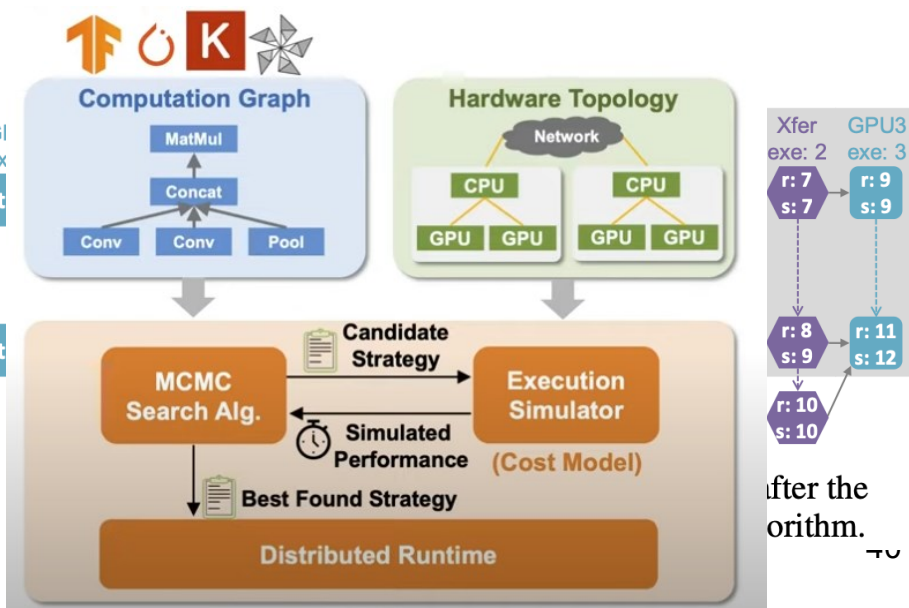 K
Computation Graph
MatMul
Concat
Conv
Conv
Pool
Hardware Topology
Network
CPU
CPU
GPU
GPU
GPU
GPU
Candidate
Strategy
MCMC
Search Alg.
Execution
Simulator
Simulated
Performance
(Cost Model)
Best Found Strategy
Distributed Runtime
Xfer
GPU3
exe: 2
exe: 3
r: 7
s: 7
r: 9
s: 9
r: 8
s: 9
r: 11
s: 12
r: 10
s: 10
after the
orithm.